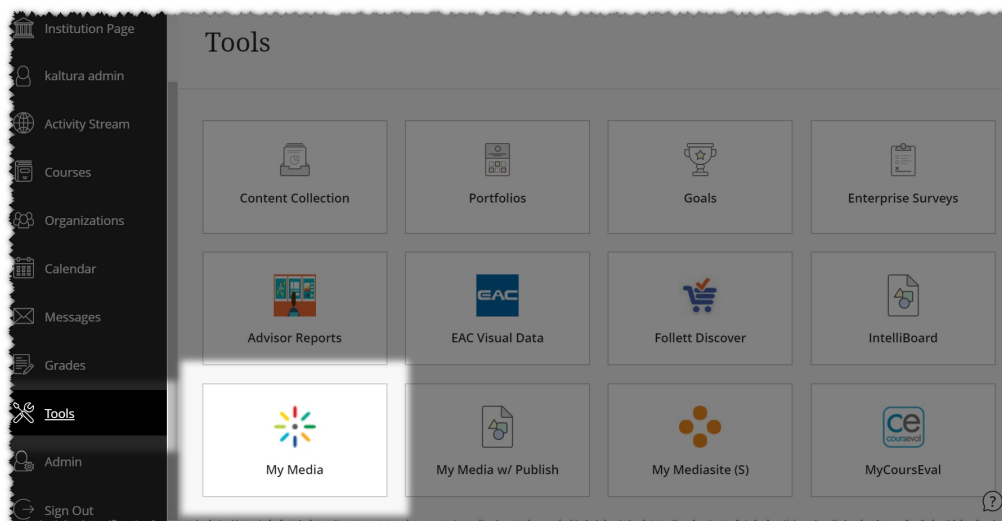 Institution Page
kaltura admin
Activity Stream
Courses
Organizations
Calendar
Messages
Grades
Tools
Admin
Sign Out
Tools
Content Collection
Portfolios
Goals
Enterprise Surveys
Advisor Reports
EAC
EAC Visual Data
Follett Discover
IntelliBoard
My Media
My Media w/ Publish
My Mediasite (S)
ce
courseval
MyCoursEval
?